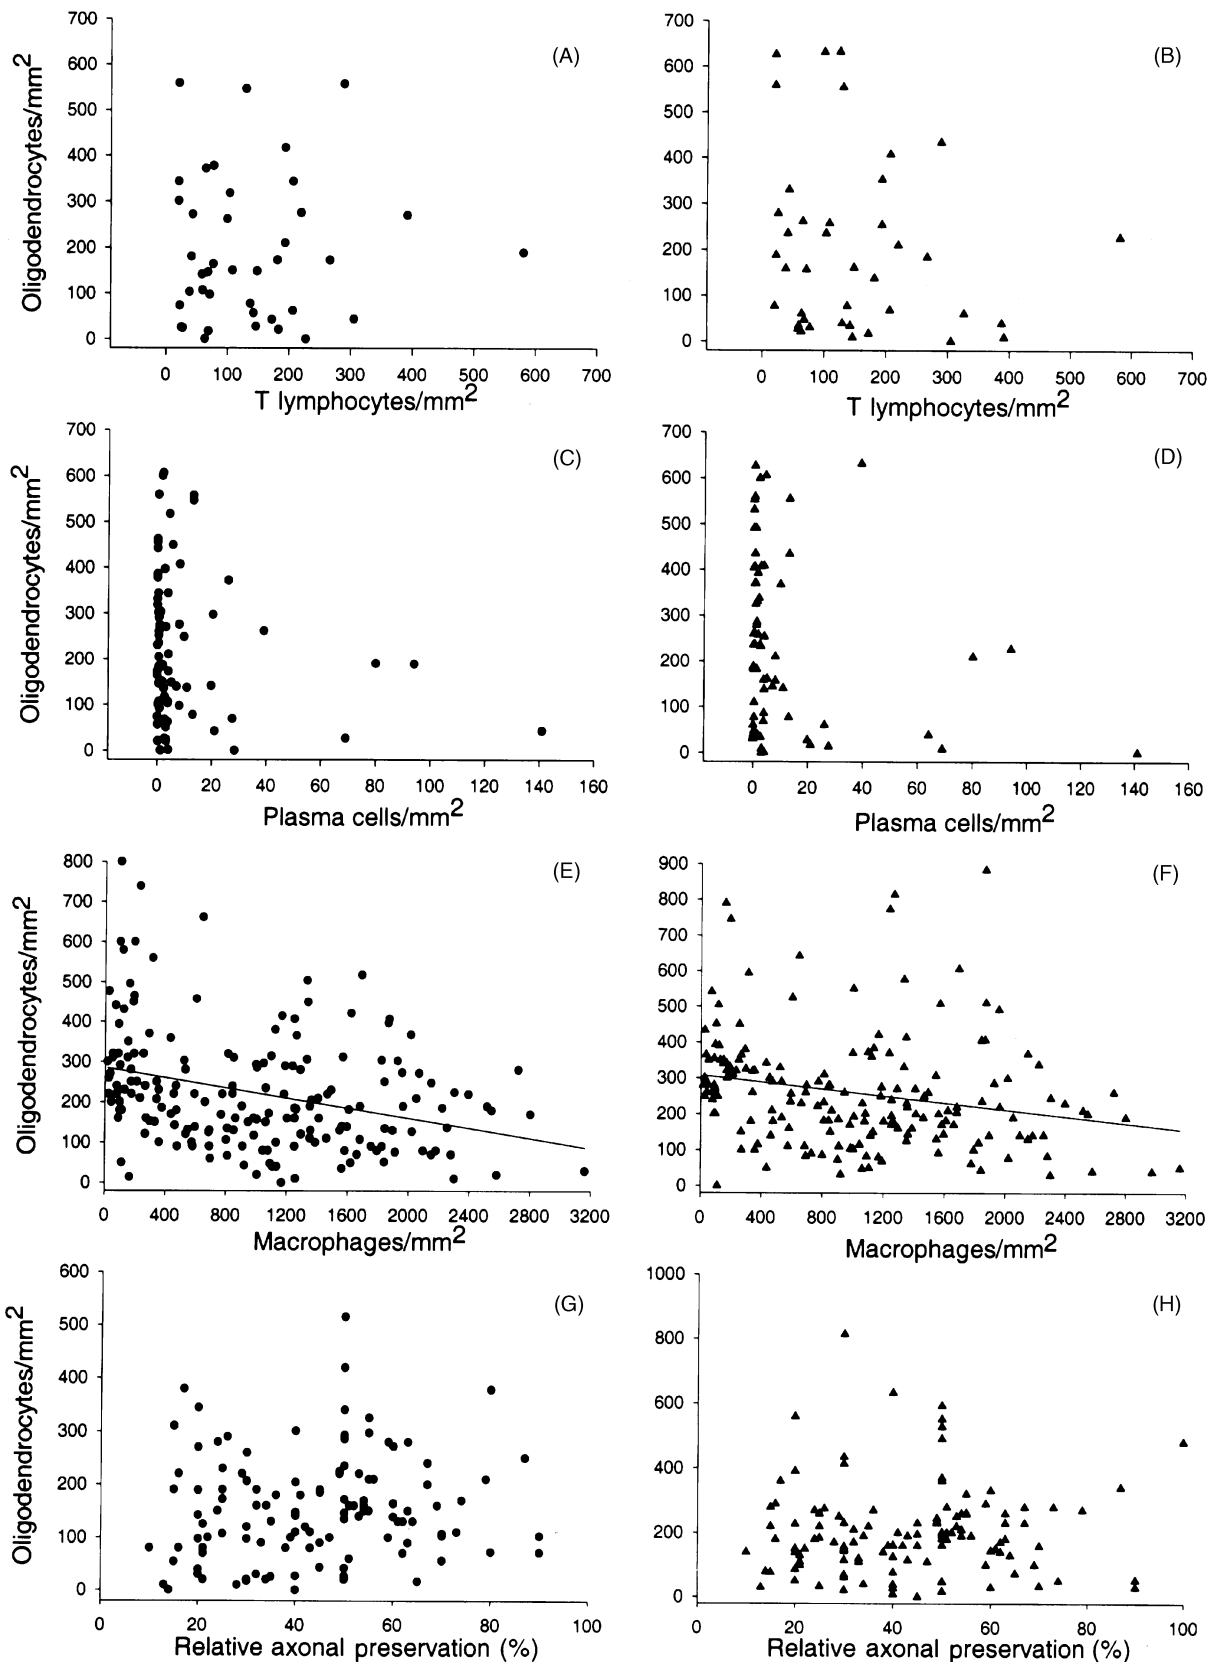 (A)
Oligodendrocytes/mm2
700
600
500
400
300
200
100
0
0 100 200 300 400 500 600 700
T lymphocytes/mm2
(B)
700
600
500
400
300
200
100
0
0 100 200 300 400 500 600 700
T lymphocytes/mm2
(C)
Oligodendrocytes/mm2
700
600
500
400
300
200
100
0
0 20 40 60 80 100 120 140 160
Plasma cells/mm2
(D)
700
600
500
400
300
200
100
0
0 20 40 60 80 100 120 140 160
Plasma cells/mm2
(E)
Oligodendrocytes/mm2
800
700
600
500
400
300
200
100
0
0 400 800 1200 1600 2000 2400 2800 3200
Macrophages/mm2
(F)
900
800
700
600
500
400
300
200
100
0
0 400 800 1200 1600 2000 2400 2800 3200
Macrophages/mm2
(G)
Oligodendrocytes/mm2
600
500
400
300
200
100
0
0 20 40 60 80 100
Relative axonal preservation (%)
(H)
1000
800
600
400
200
0
0 20 40 60 80 100
Relative axonal preservation (%)